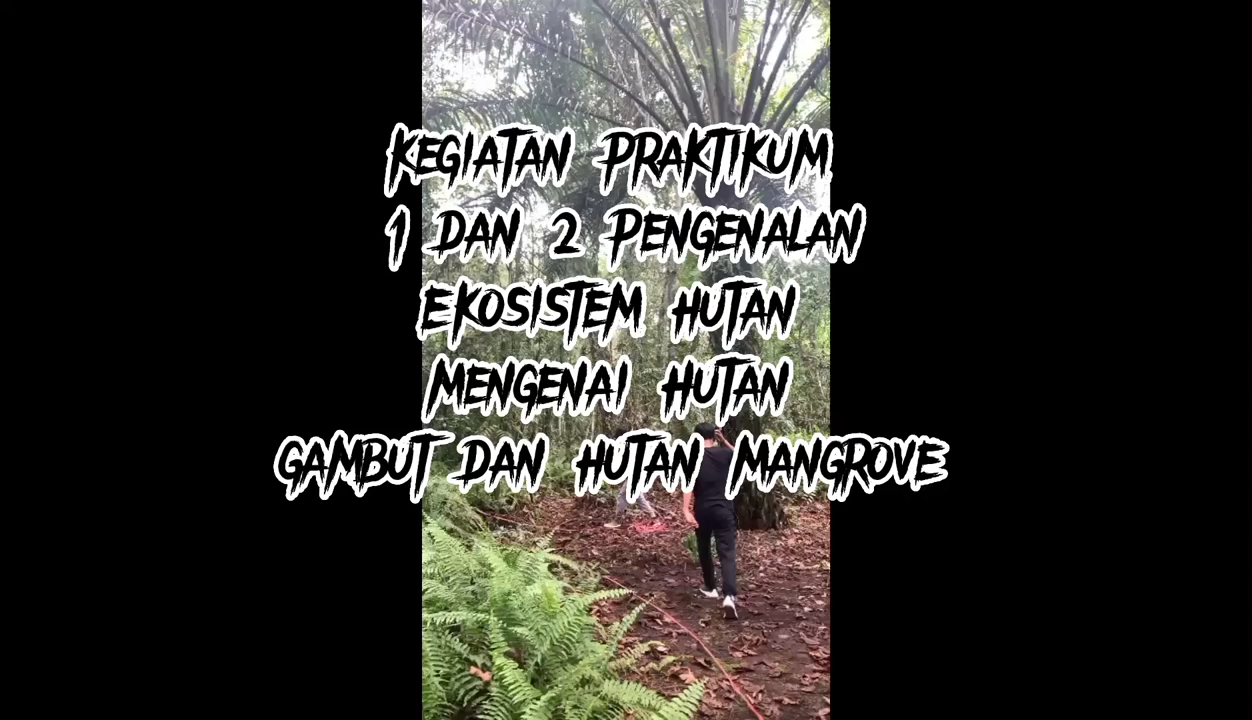 KEGIATAN PRAKTIKUM
1 DAN 2 PENGENALAN
EKOSISTEM HUTAN
MENGENAI HUTAN
GAMBUT DAN HUTAN MANGROVE